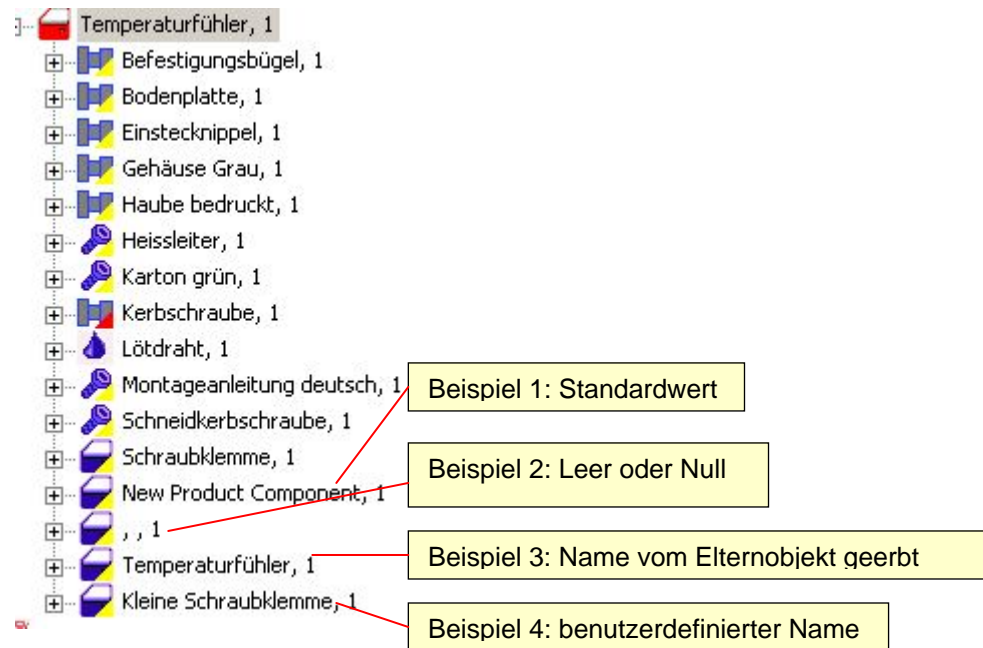 Temperaturfühler, 1
Befestigungsbügel, 1
Bodenplatte, 1
Einstecknippel, 1
Gehäuse Grau, 1
Haube bedruckt, 1
Heissleiter, 1
Karton grün, 1
Kerbschraube, 1
Lötdraht, 1
Montageanleitung deutsch, 1
Beispiel 1: Standardwert
Schneidkerbschraube, 1
Schraubklemme, 1
Beispiel 2: Leer oder Null
New Product Component, 1
, , 1
Temperaturfühler, 1
Beispiel 3: Name vom Elternobjekt geerbt
Kleine Schraubklemme, 1
Beispiel 4: benutzerdefinierter Name